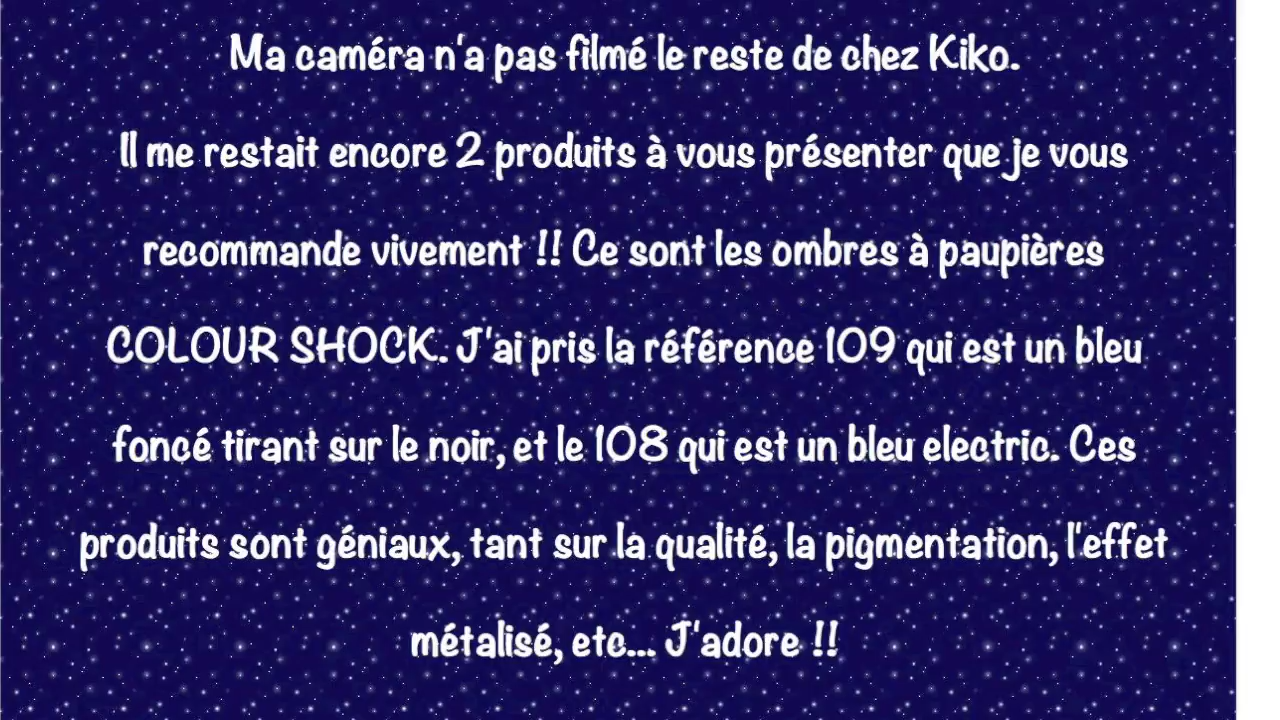 Ma caméra n'a pas filmé le reste de chez Kiko.
Il me restait encore 2 produits à vous présenter que je vous
recommande vivement !! Ce sont les ombres à paupières
COLOUR SHOCK. J'ai pris la référence 109 qui est un bleu
foncé tirant sur le noir, et le 108 qui est un bleu electric. Ces
produits sont géniaux, tant sur la qualité, la pigmentation, l'effet
métalisé, etc... J'adore !!